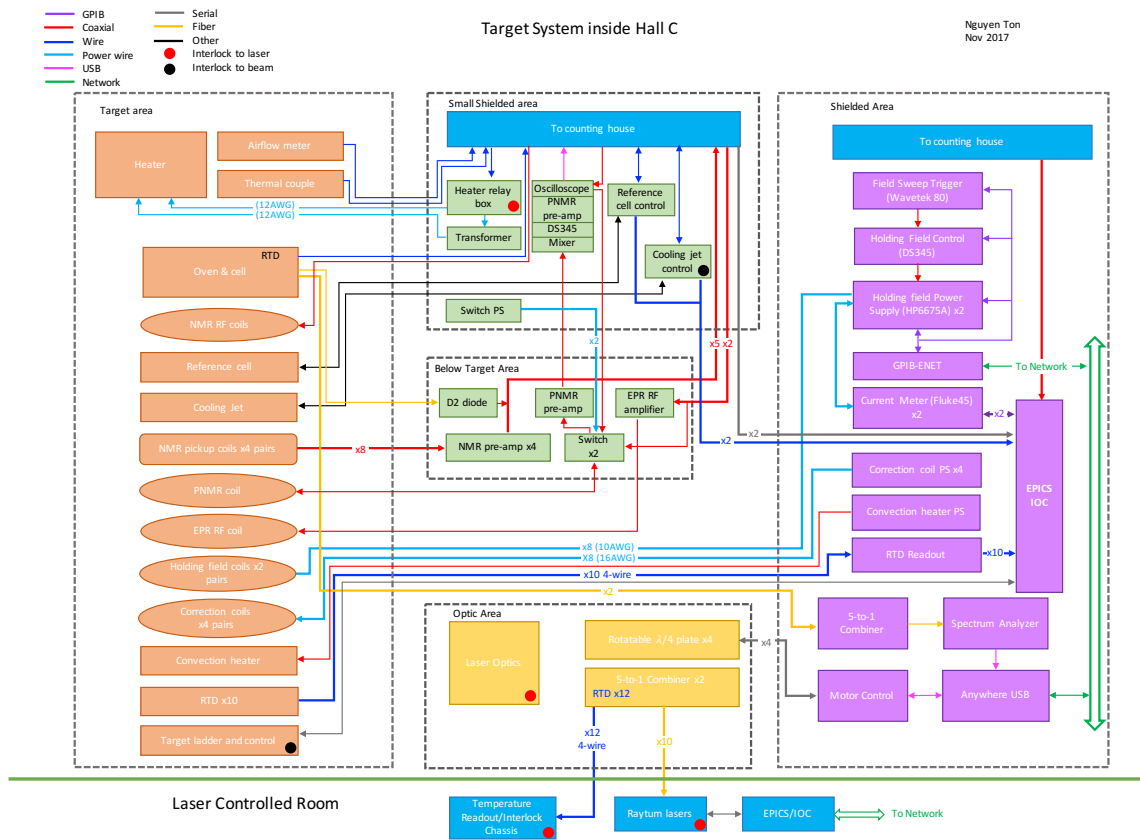 GPIB
Coaxial
Wire
Power wire
USB
Network
Serial
Fiber
Other
Interlock to laser
Interlock to beam
Target System inside Hall C
Nguyen Ton
Nov 2017
Target area
Heater
Airflow meter
Thermal couple
(12AWG)
(12AWG)
RTD
Oven & cell
NMR RF coils
Reference cell
Cooling Jet
NMR pickup coils x4 pairs
x8
PNMR coil
EPR RF coil
Holding field coils x2
pairs
Correction coils
x4 pairs
Convection heater
RTD x10
Target ladder and control
Small Shielded area
To counting house
Heater relay
box
Transformer
Oscilloscope
PNMR
pre-amp
DS345
Mixer
Reference
cell control
Cooling jet
control
Switch PS
x2
x5 x2
Below Target Area
D2 diode
PNMR
pre-amp
EPR RF
amplifier
NMR pre-amp x4
Switch
x2
x8 (10AWG)
X8 (16AWG)
x10 4-wire
x2
Optic Area
Laser Optics
Rotatable λ/4 plate x4
5-to-1 Combiner x2
RTD x12
x12
4-wire
x10
x4
Shielded Area
To counting house
Field Sweep Trigger
(Wavetek 80)
Holding Field Control
(DS345)
Holding field Power
Supply (HP6675A) x2
GPIB-ENET
To Network
Current Meter (Fluke45)
x2
x2
x2
x2
Correction coil PS x4
Convection heater PS
RTD Readout
x10
EPICS
IOC
5-to-1
Combiner
Spectrum Analyzer
Motor Control
Anywhere USB
Laser Controlled Room
Temperature
Readout/Interlock
Chassis
Raytum lasers
EPICS/IOC
To Network